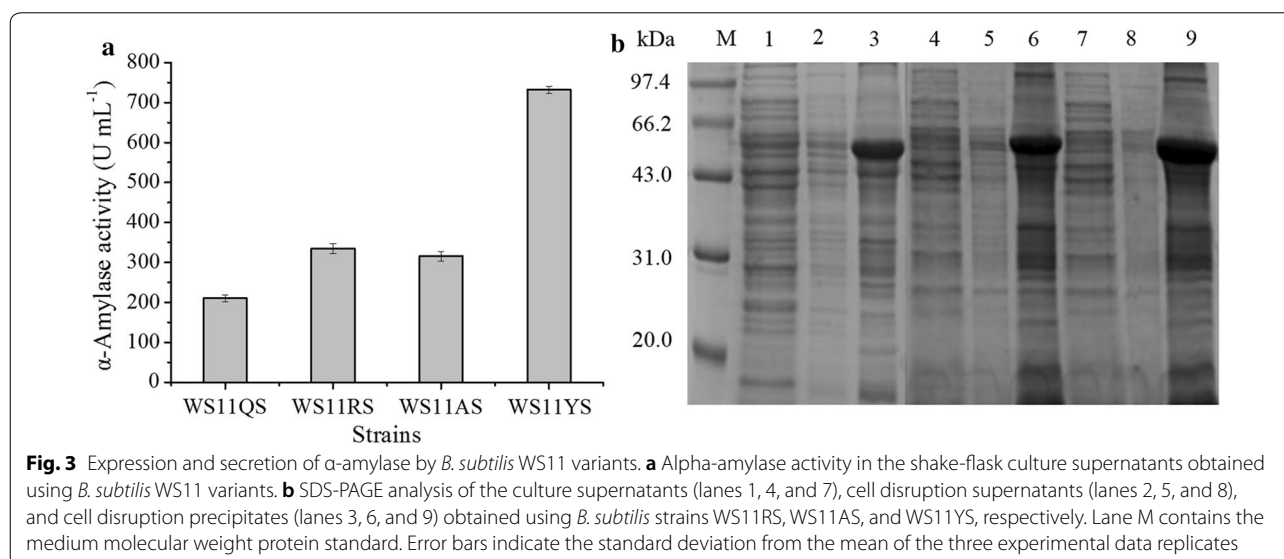 a
800
700
600
500
400
300
200
100
0
α-Amylase activity (U mL⁻¹)
WS11QS WS11RS WS11AS WS11YS
Strains
b kDa M 1 2 3 4 5 6 7 8 9
97.4
66.2
43.0
31.0
20.0
Fig. 3 Expression and secretion of α-amylase by B. subtilis WS11 variants. a Alpha-amylase activity in the shake-flask culture supernatants obtained
using B. subtilis WS11 variants. b SDS-PAGE analysis of the culture supernatants (lanes 1, 4, and 7), cell disruption supernatants (lanes 2, 5, and 8),
and cell disruption precipitates (lanes 3, 6, and 9) obtained using B. subtilis strains WS11RS, WS11AS, and WS11YS, respectively. Lane M contains the
medium molecular weight protein standard. Error bars indicate the standard deviation from the mean of the three experimental data replicates